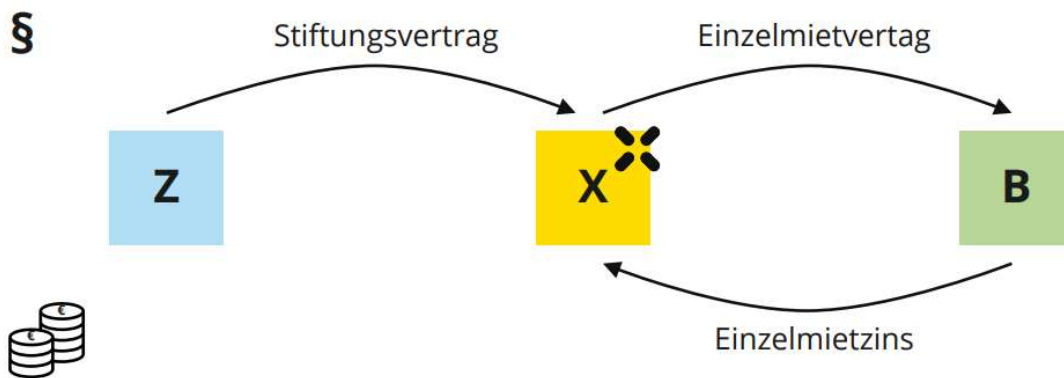 §
Stiftungsvertrag
Einzelmietvertag
Z
X
B
Einzelmietzins
€
€